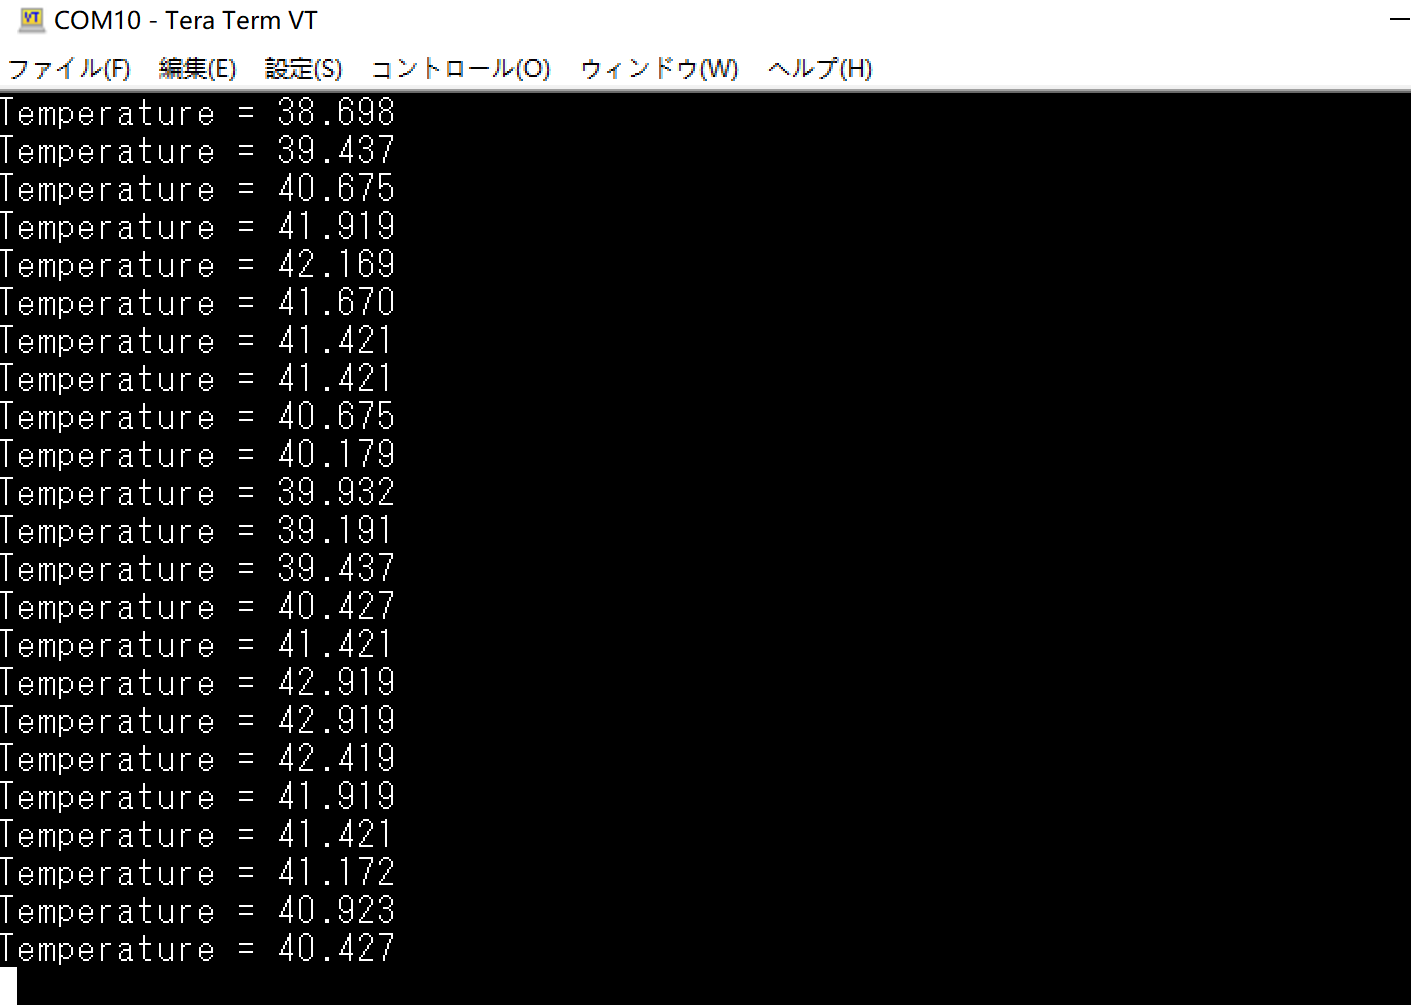 COM10 - Tera Term VT
ファイル(F) 編集(E) 設定(S) コントロール(O) ウィンドウ(W) ヘルプ(H)
Temperature = 38.698
Temperature = 39.437
Temperature = 40.675
Temperature = 41.919
Temperature = 42.169
Temperature = 41.670
Temperature = 41.421
Temperature = 41.421
Temperature = 40.675
Temperature = 40.179
Temperature = 39.932
Temperature = 39.191
Temperature = 39.437
Temperature = 40.427
Temperature = 41.421
Temperature = 42.919
Temperature = 42.919
Temperature = 42.419
Temperature = 41.919
Temperature = 41.421
Temperature = 41.172
Temperature = 40.923
Temperature = 40.427